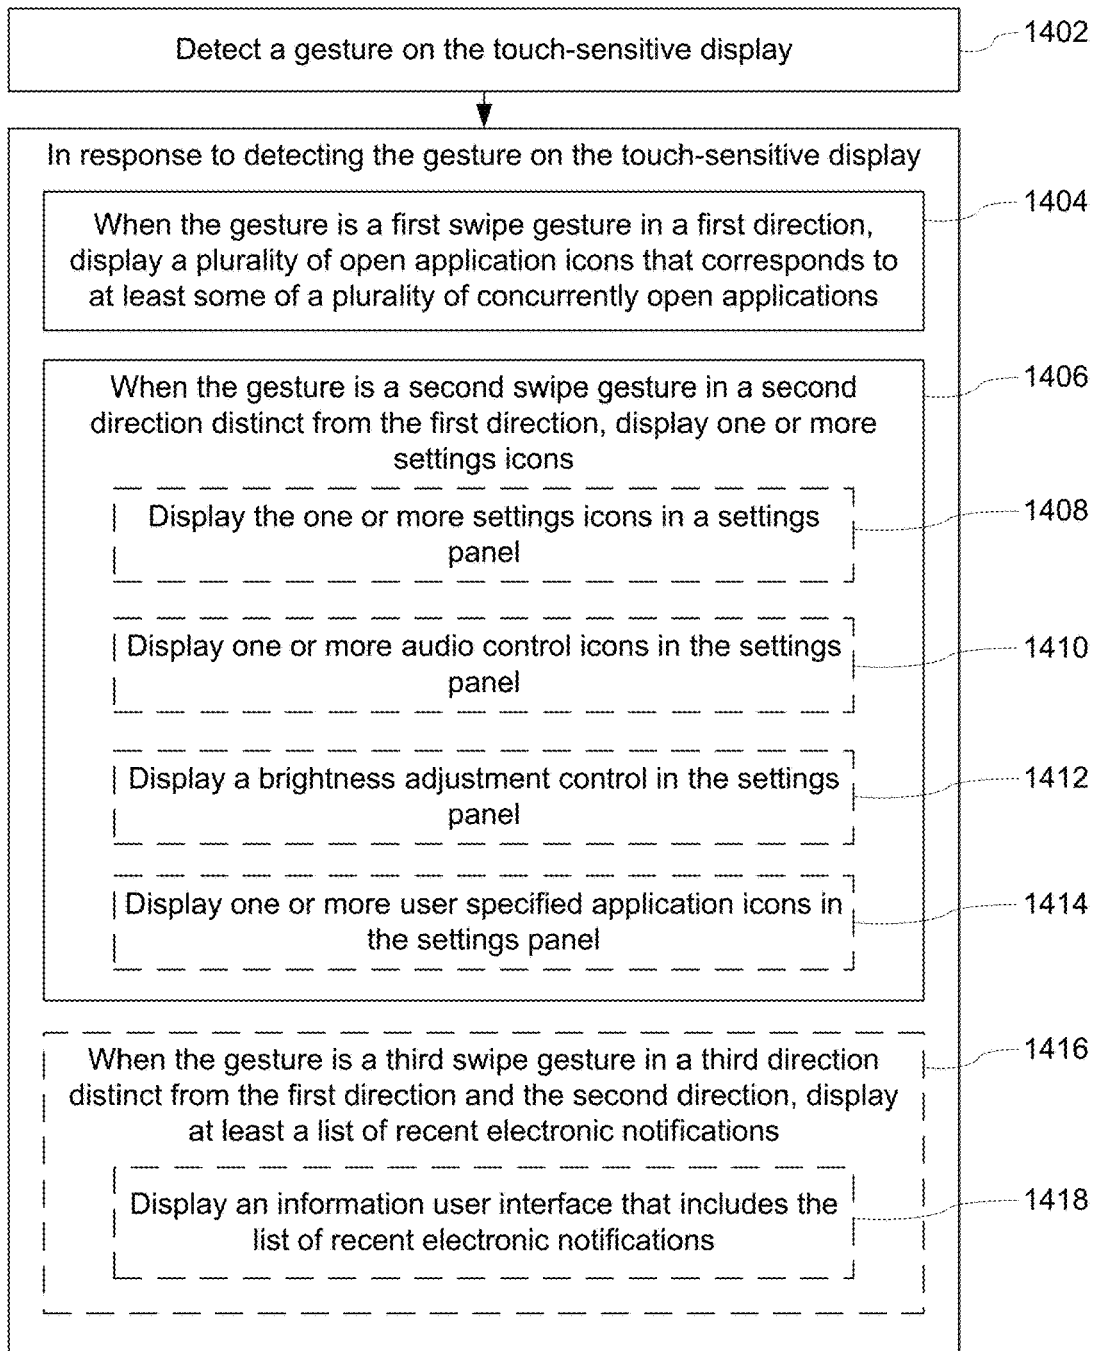 Detect a gesture on the touch-sensitive display
1402
In response to detecting the gesture on the touch-sensitive display
When the gesture is a first swipe gesture in a first direction,
display a plurality of open application icons that corresponds to
at least some of a plurality of concurrently open applications
1404
When the gesture is a second swipe gesture in a second
direction distinct from the first direction, display one or more
settings icons
1406
Display the one or more settings icons in a settings
panel
1408
Display one or more audio control icons in the settings
panel
1410
Display a brightness adjustment control in the settings
panel
1412
Display one or more user specified application icons in
the settings panel
1414
When the gesture is a third swipe gesture in a third direction
distinct from the first direction and the second direction, display
at least a list of recent electronic notifications
1416
Display an information user interface that includes the
list of recent electronic notifications
1418